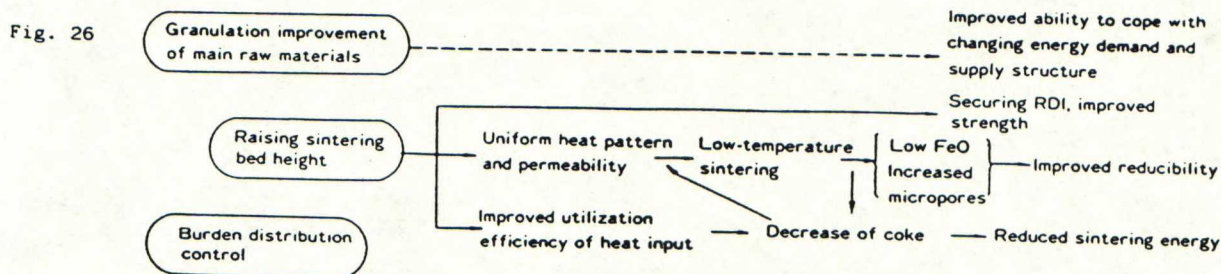 Fig. 26
Granulation improvement
of main raw materials
Improved ability to cope with
changing energy demand and
supply structure
Securing RDI, improved
strength
Raising sintering
bed height
Uniform heat pattern
and permeability
Low-temperature
sintering
Low FeO
Increased
micropores
Improved reducibility
Burden distribution
control
Improved utilization
efficiency of heat input
Decrease of coke
Reduced sintering energy